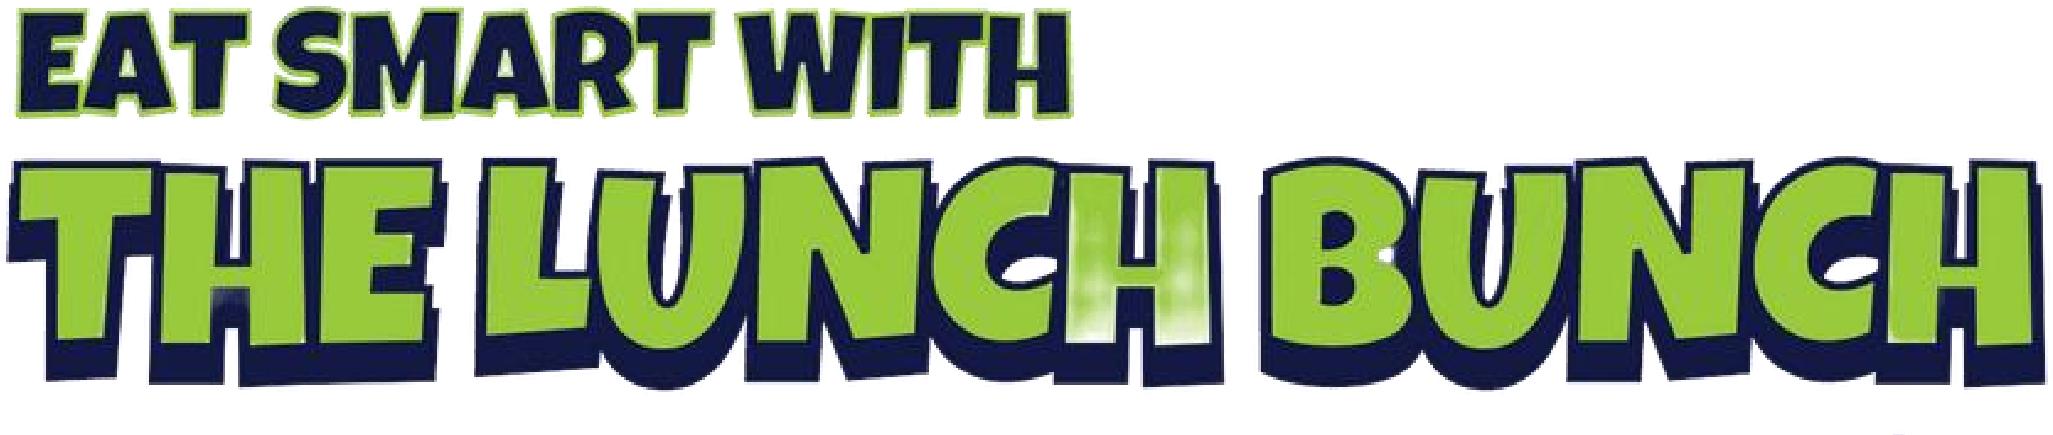 EAT SMART WITH
THE LUNCH BUNCH